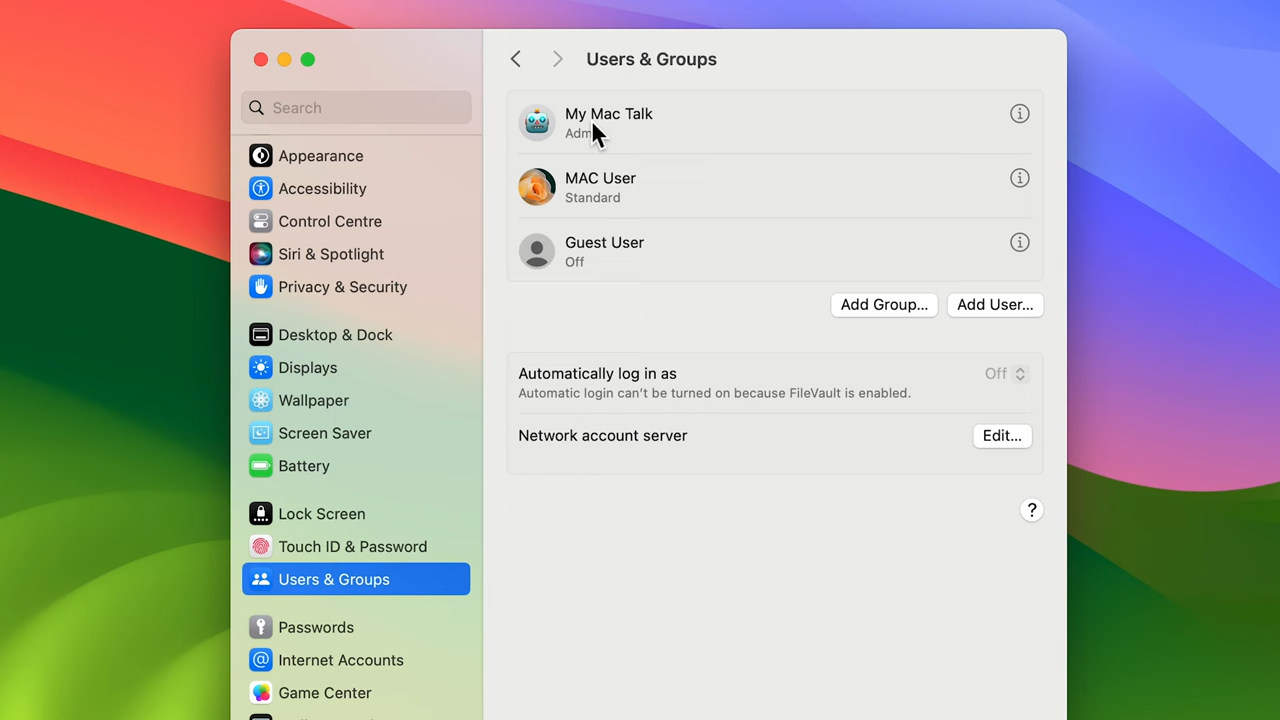 Users & Groups
Search
Appearance
Accessibility
Control Centre
Siri & Spotlight
Privacy & Security
Desktop & Dock
Displays
Wallpaper
Screen Saver
Battery
Lock Screen
Touch ID & Password
Users & Groups
Passwords
Internet Accounts
Game Center
My Mac Talk
MAC User
Standard
Guest User
Off
Add Group... Add User...
Automatically log in as Off
Automatic login can't be turned on because FileVault is enabled.
Network account server Edit...
?